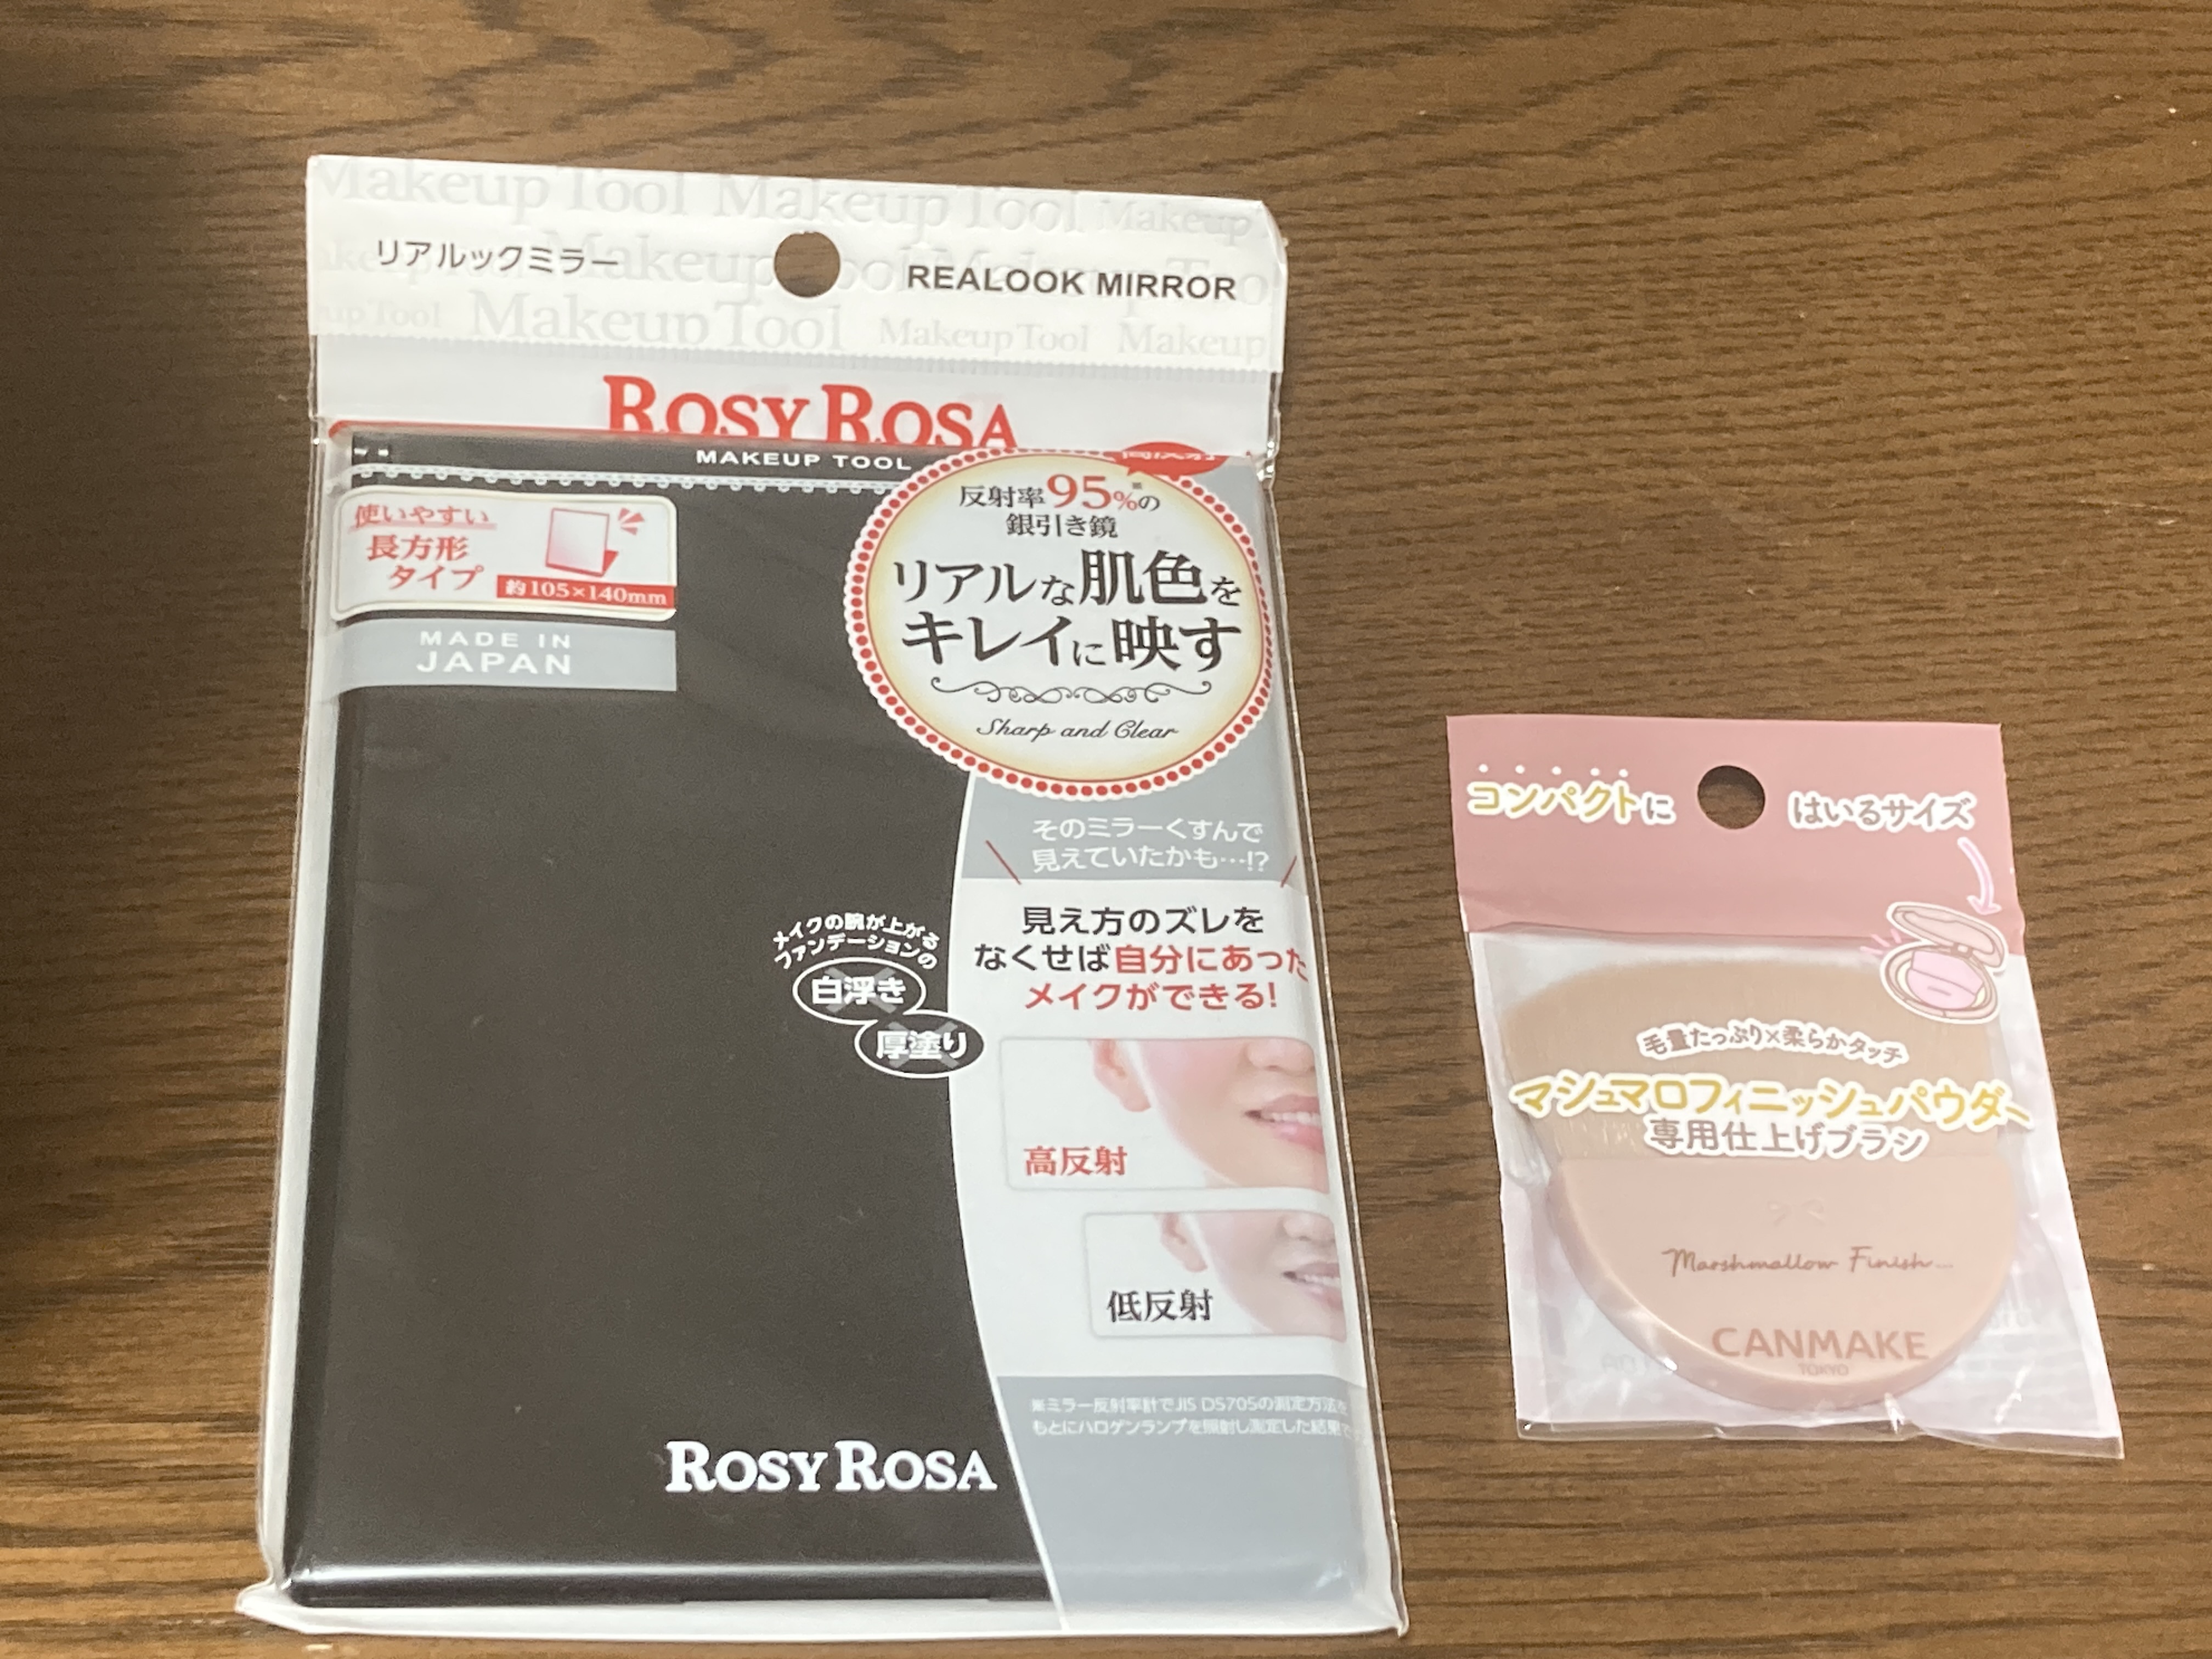 Makeup Tool Makeup Tool Makeup
リアルックミラー
REALOOK MIRROR
up Tool Makeup Tool Makeup Tool Makeup
ROSY ROSA
MAKEUP TOOL
高反射
反射率95%※の
銀引き鏡
リアルな肌色を
キレイに映す
Sharp and Clear
使いやすい
長方形
タイプ
約105×140mm
MADE IN
JAPAN
そのミラーくすんで
見えていたかも…!?
見え方のズレを
なくせば自分にあった
メイクができる!
メイクの腕が上がる
ファンデーションの
白浮き
厚塗り
高反射
低反射
※ミラー反射率計でJIS D5705の測定方法を
もとにハロゲンランプを照射し測定した結果で
ROSY ROSA
コンパクトに
はいるサイズ
毛量たっぷり×柔らかタッチ
マシュマロフィニッシュパウダー
専用仕上げブラシ
Marshmallow Finish...
CANMAKE
TOKYO